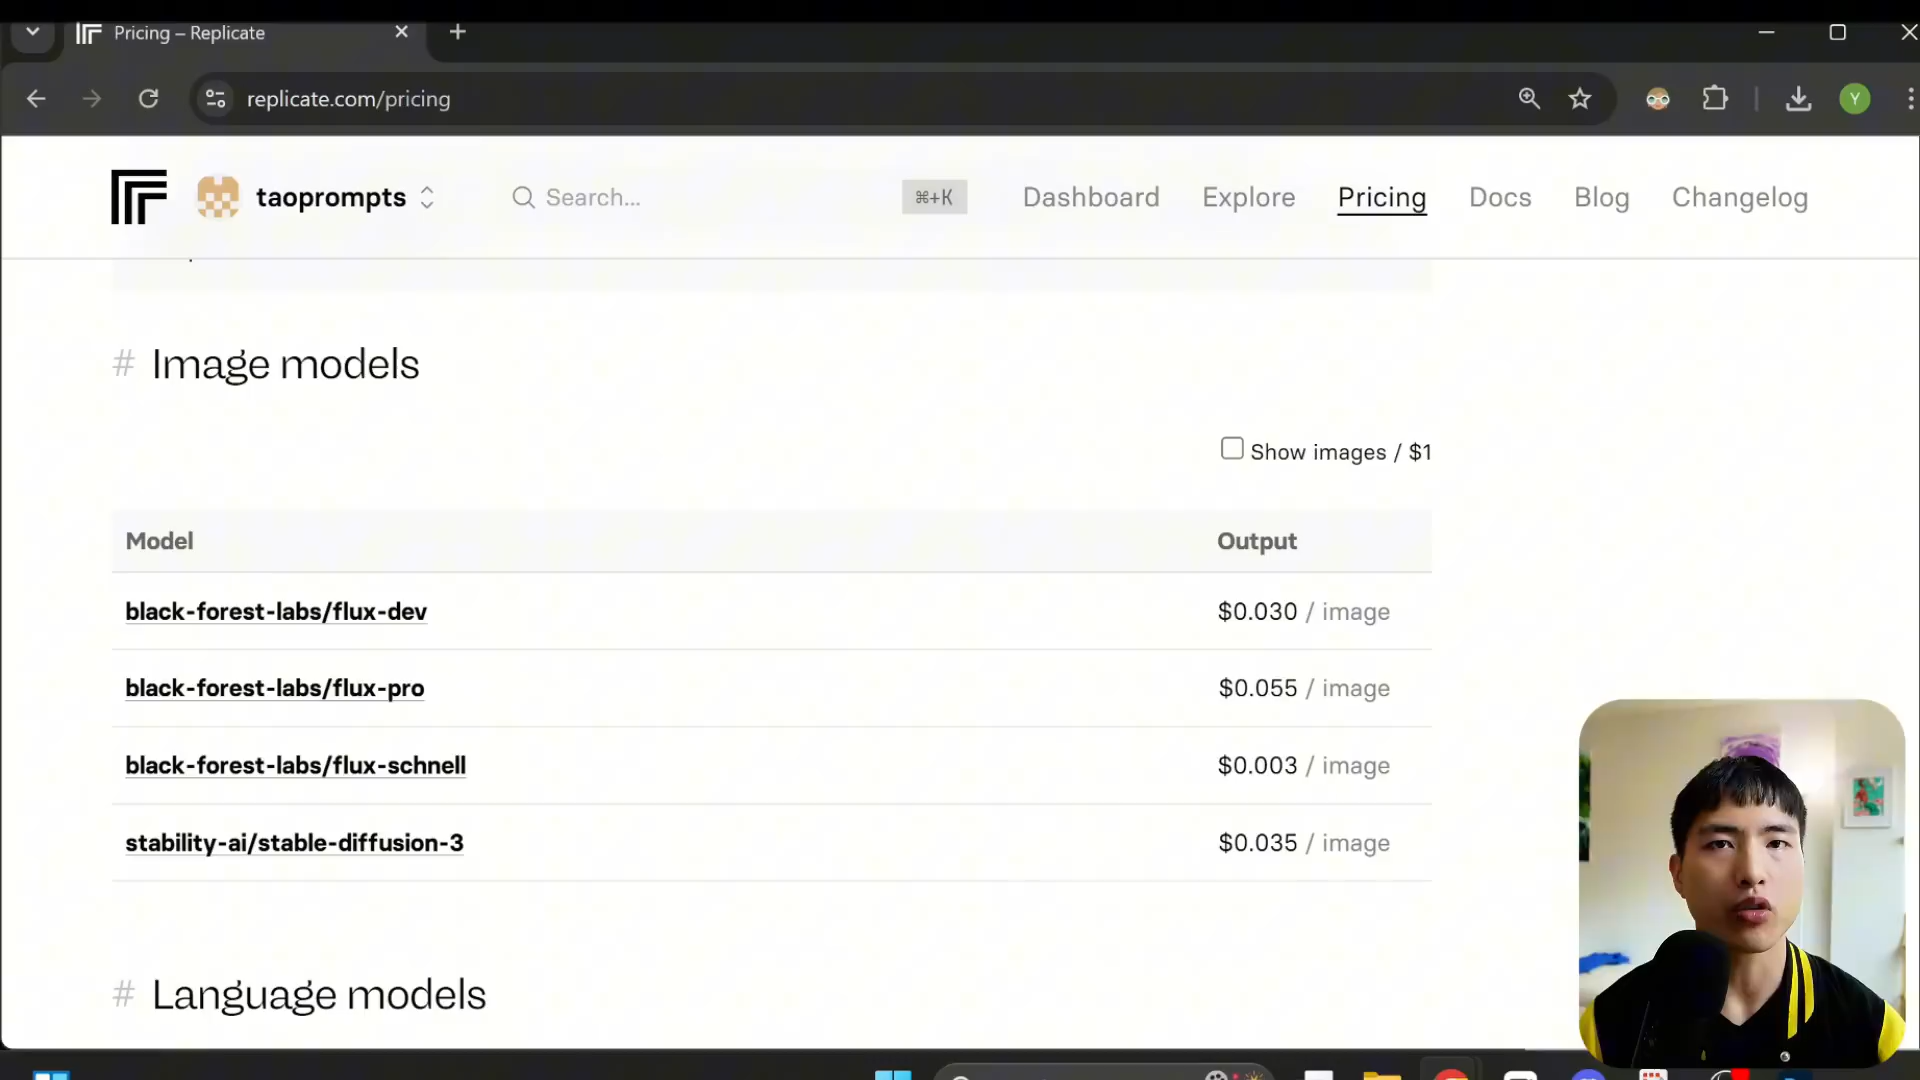 Pricing – Replicate
replicate.com/pricing
Y
taoprompts
Search...
⌘+K
Dashboard
Explore
Pricing
Docs
Blog
Changelog
# Image models
Show images / $1
Model Output
black-forest-labs/flux-dev $0.030 / image
black-forest-labs/flux-pro $0.055 / image
black-forest-labs/flux-schnell $0.003 / image
stability-ai/stable-diffusion-3 $0.035 / image
# Language models